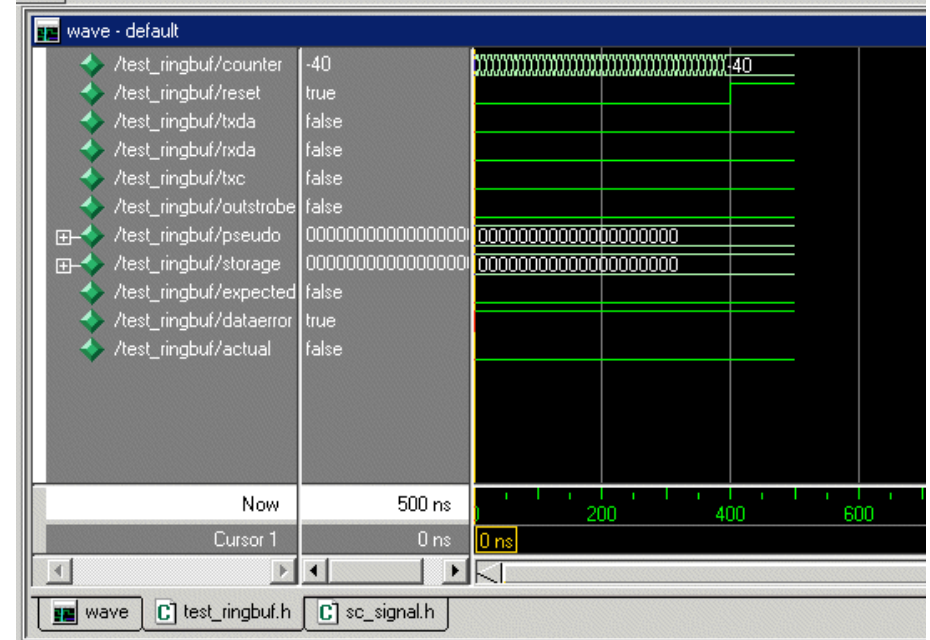 wave - default
/test_ringbuf/counter -40 -40
/test_ringbuf/reset true
/test_ringbuf/txda false
/test_ringbuf/rxda false
/test_ringbuf/txc false
/test_ringbuf/outstrobe false
/test_ringbuf/pseudo 00000000000000000 00000000000000000000
/test_ringbuf/storage 00000000000000000 00000000000000000000
/test_ringbuf/expected false
/test_ringbuf/dataerror true
/test_ringbuf/actual false
Now 500 ns 200 400 600
Cursor 1 0 ns 0 ns
wave test_ringbuf.h sc_signal.h